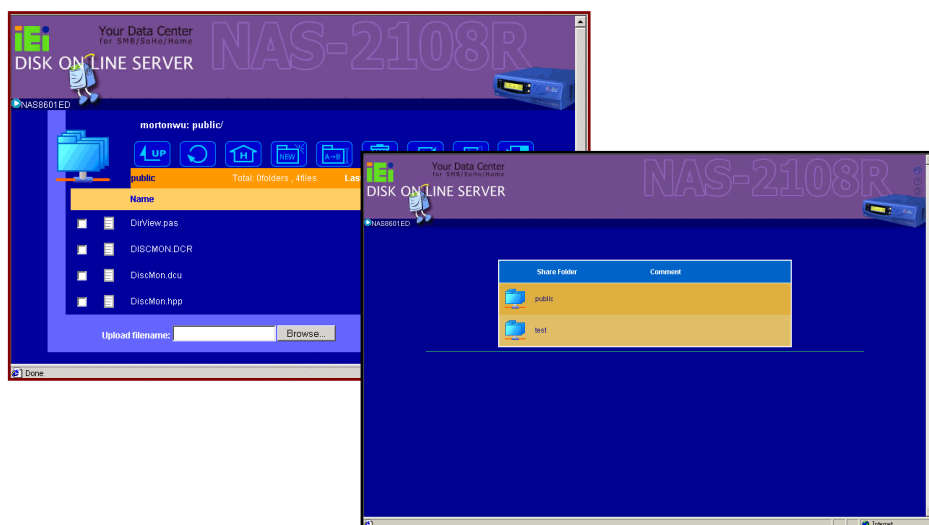 iEi
Your Data Center
for SMB/SoHo/Home
DISK ON LINE SERVER
NAS-2108R
NAS8601ED
mortonwu: public/
UP
H
NEW
A→B
public Total: 0folders , 4files
Name
DirView.pas
DISCMON.DCR
DiscMon.dcu
DiscMon.hpp
Upload filename: Browse...
Done
iEi
Your Data Center
for SMB/SoHo/Home
DISK ON LINE SERVER
NAS-2108R
NAS8601ED
Share Folder Comment
public
test
Internet